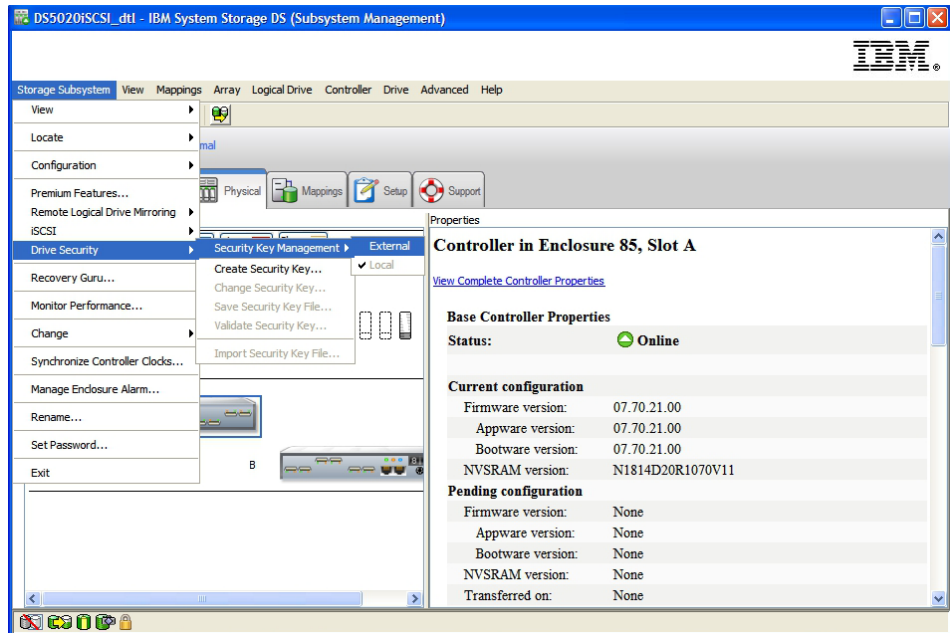 DS5020iSCSI_dtl - IBM System Storage DS (Subsystem Management)
IBM®
Storage Subsystem View Mappings Array Logical Drive Controller Drive Advanced Help
View
Locate
Configuration
Premium Features...
Remote Logical Drive Mirroring
iSCSI
Drive Security
Recovery Guru...
Monitor Performance...
Change
Synchronize Controller Clocks...
Manage Enclosure Alarm...
Rename...
Set Password...
Exit
Security Key Management
Create Security Key...
Change Security Key...
Save Security Key File...
Validate Security Key...
Import Security Key File...
External
Local
mal
Physical Mappings Setup Support
B
Properties
Controller in Enclosure 85, Slot A
View Complete Controller Properties
Base Controller Properties
Status: Online
Current configuration
Firmware version: 07.70.21.00
Appware version: 07.70.21.00
Bootware version: 07.70.21.00
NVSRAM version: N1814D20R1070V11
Pending configuration
Firmware version: None
Appware version: None
Bootware version: None
NVSRAM version: None
Transferred on: None